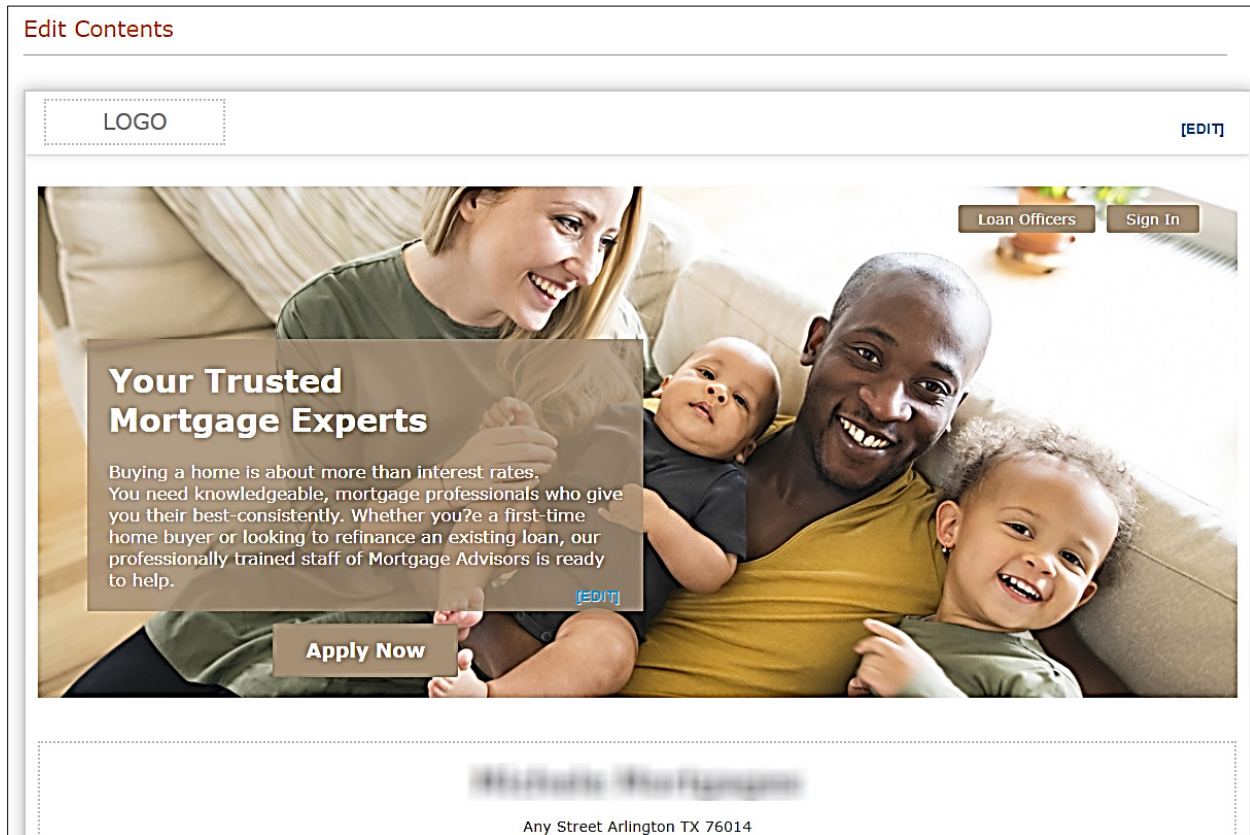 Edit Contents
LOGO
[EDIT]
Loan Officers
Sign In
Your Trusted
Mortgage Experts
Buying a home is about more than interest rates.
You need knowledgeable, mortgage professionals who give
you their best-consistently. Whether you?e a first-time
home buyer or looking to refinance an existing loan, our
professionally trained staff of Mortgage Advisors is ready
to help.
[EDIT]
Apply Now
Any Street Arlington TX 76014